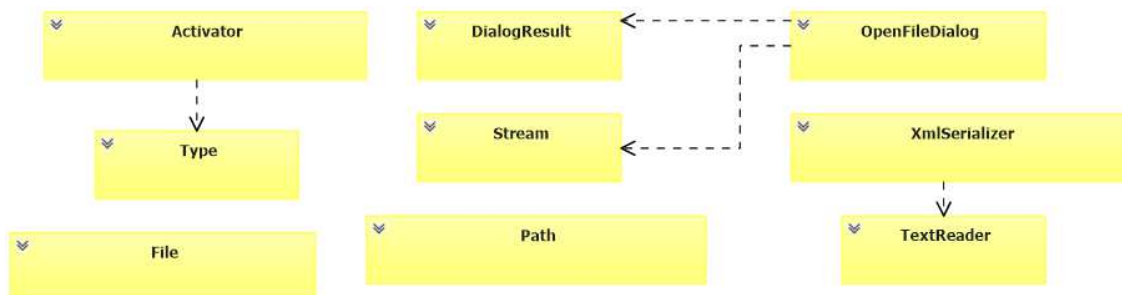 Activator
DialogResult
OpenFileDialog
Type
Stream
XmlSerializer
File
Path
TextReader